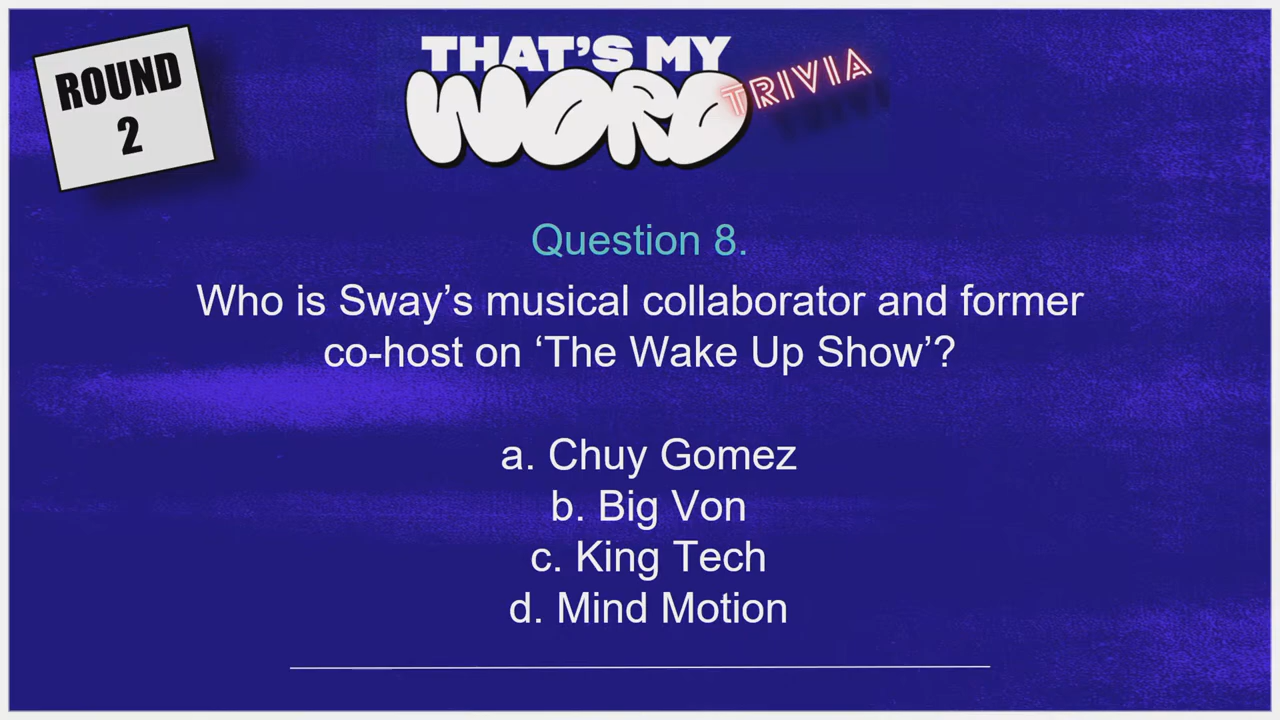 ROUND
2
THAT'S MY
WORD
TRIVIA
Question 8.
Who is Sway’s musical collaborator and former
co-host on ‘The Wake Up Show’?
a. Chuy Gomez
b. Big Von
c. King Tech
d. Mind Motion